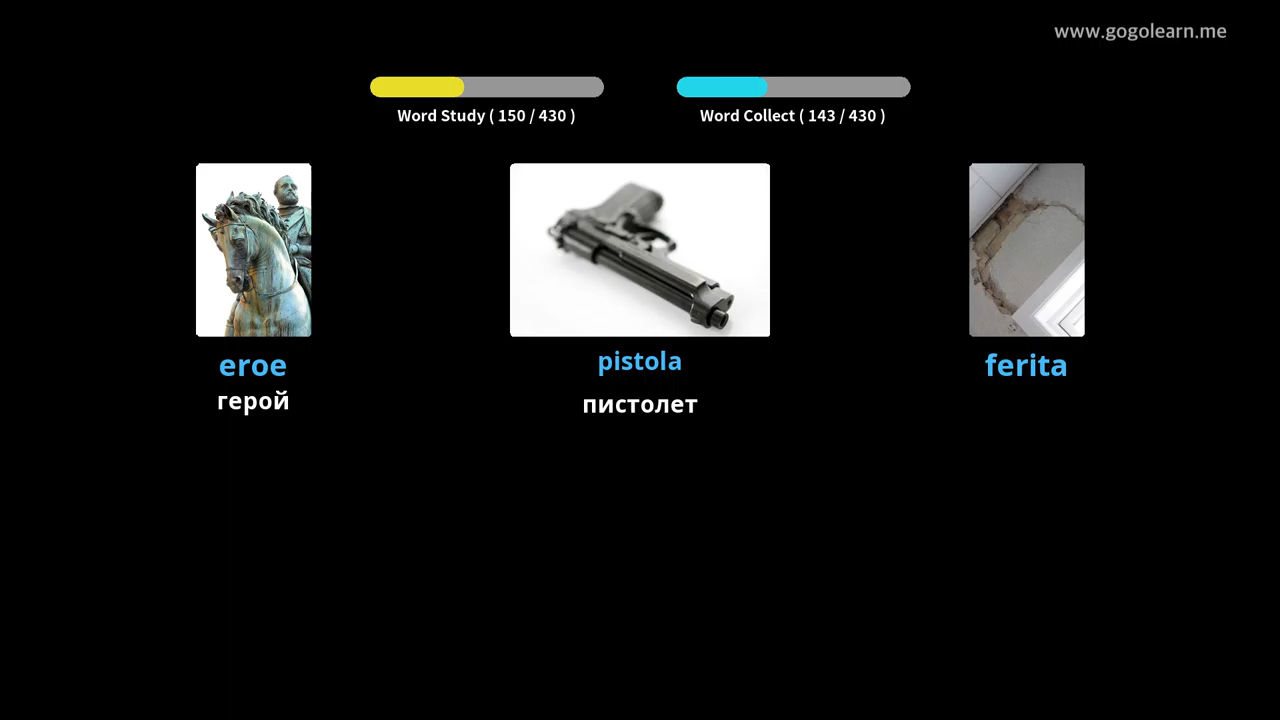 www.gogolearn.me
Word Study ( 150 / 430 )
Word Collect ( 143 / 430 )
eroe
герой
pistola
пистолет
ferita